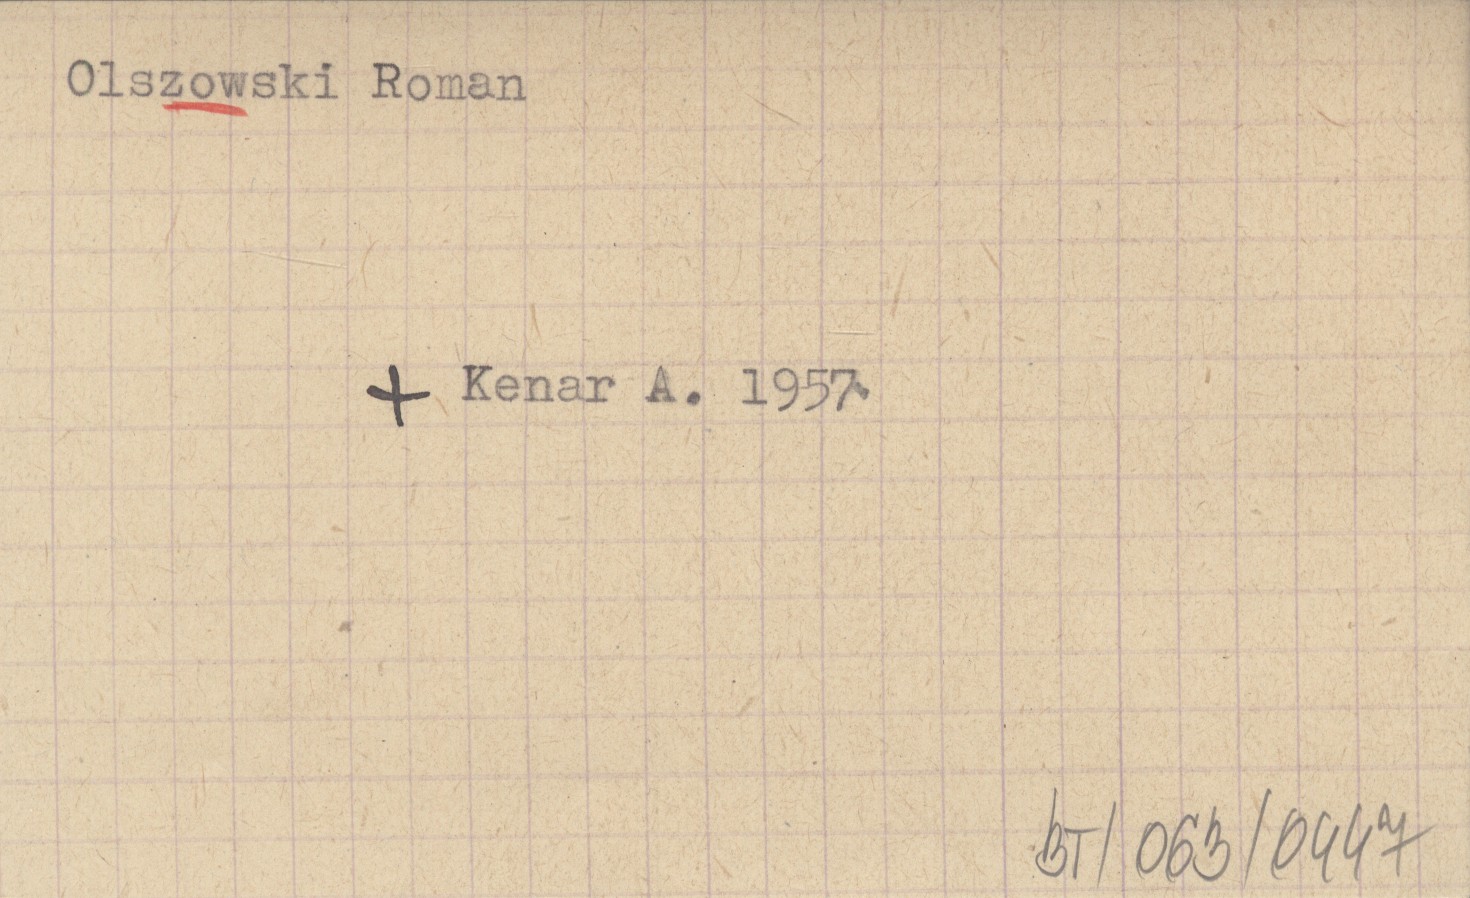 Olszowski Roman
+ Kenar A. 1957.
BT/063/0447